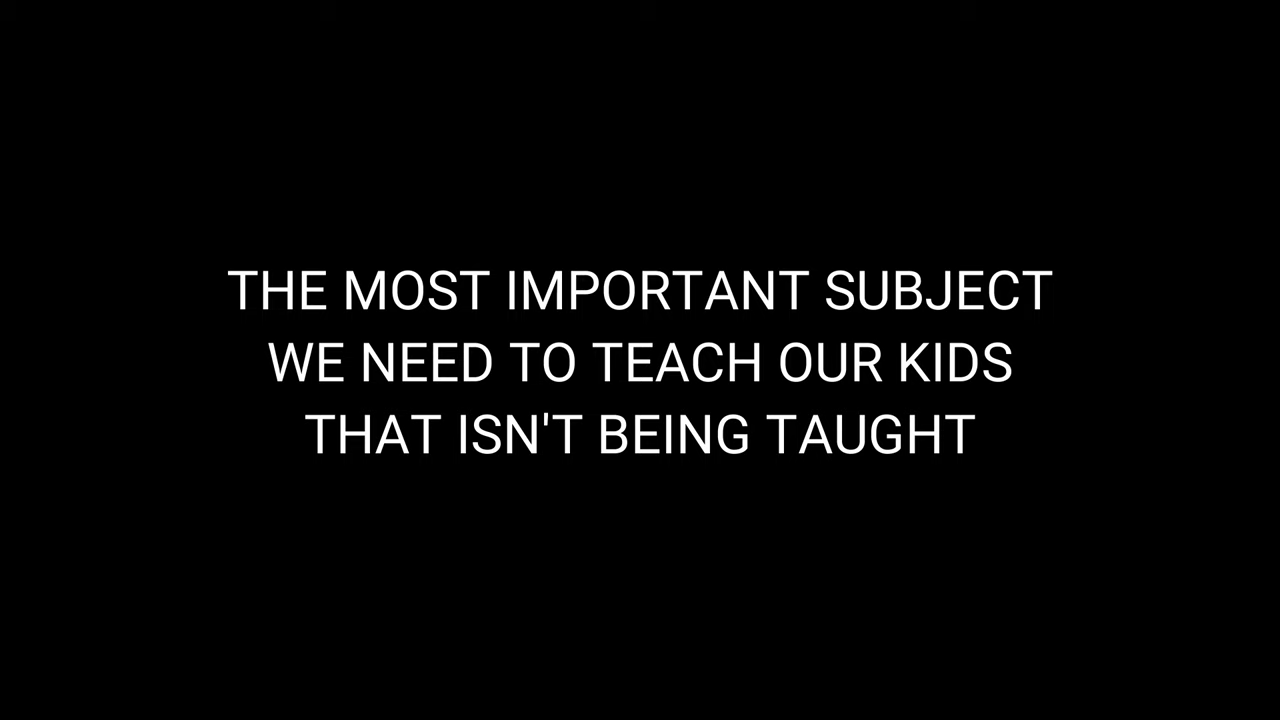 THE MOST IMPORTANT SUBJECT
WE NEED TO TEACH OUR KIDS
THAT ISN'T BEING TAUGHT